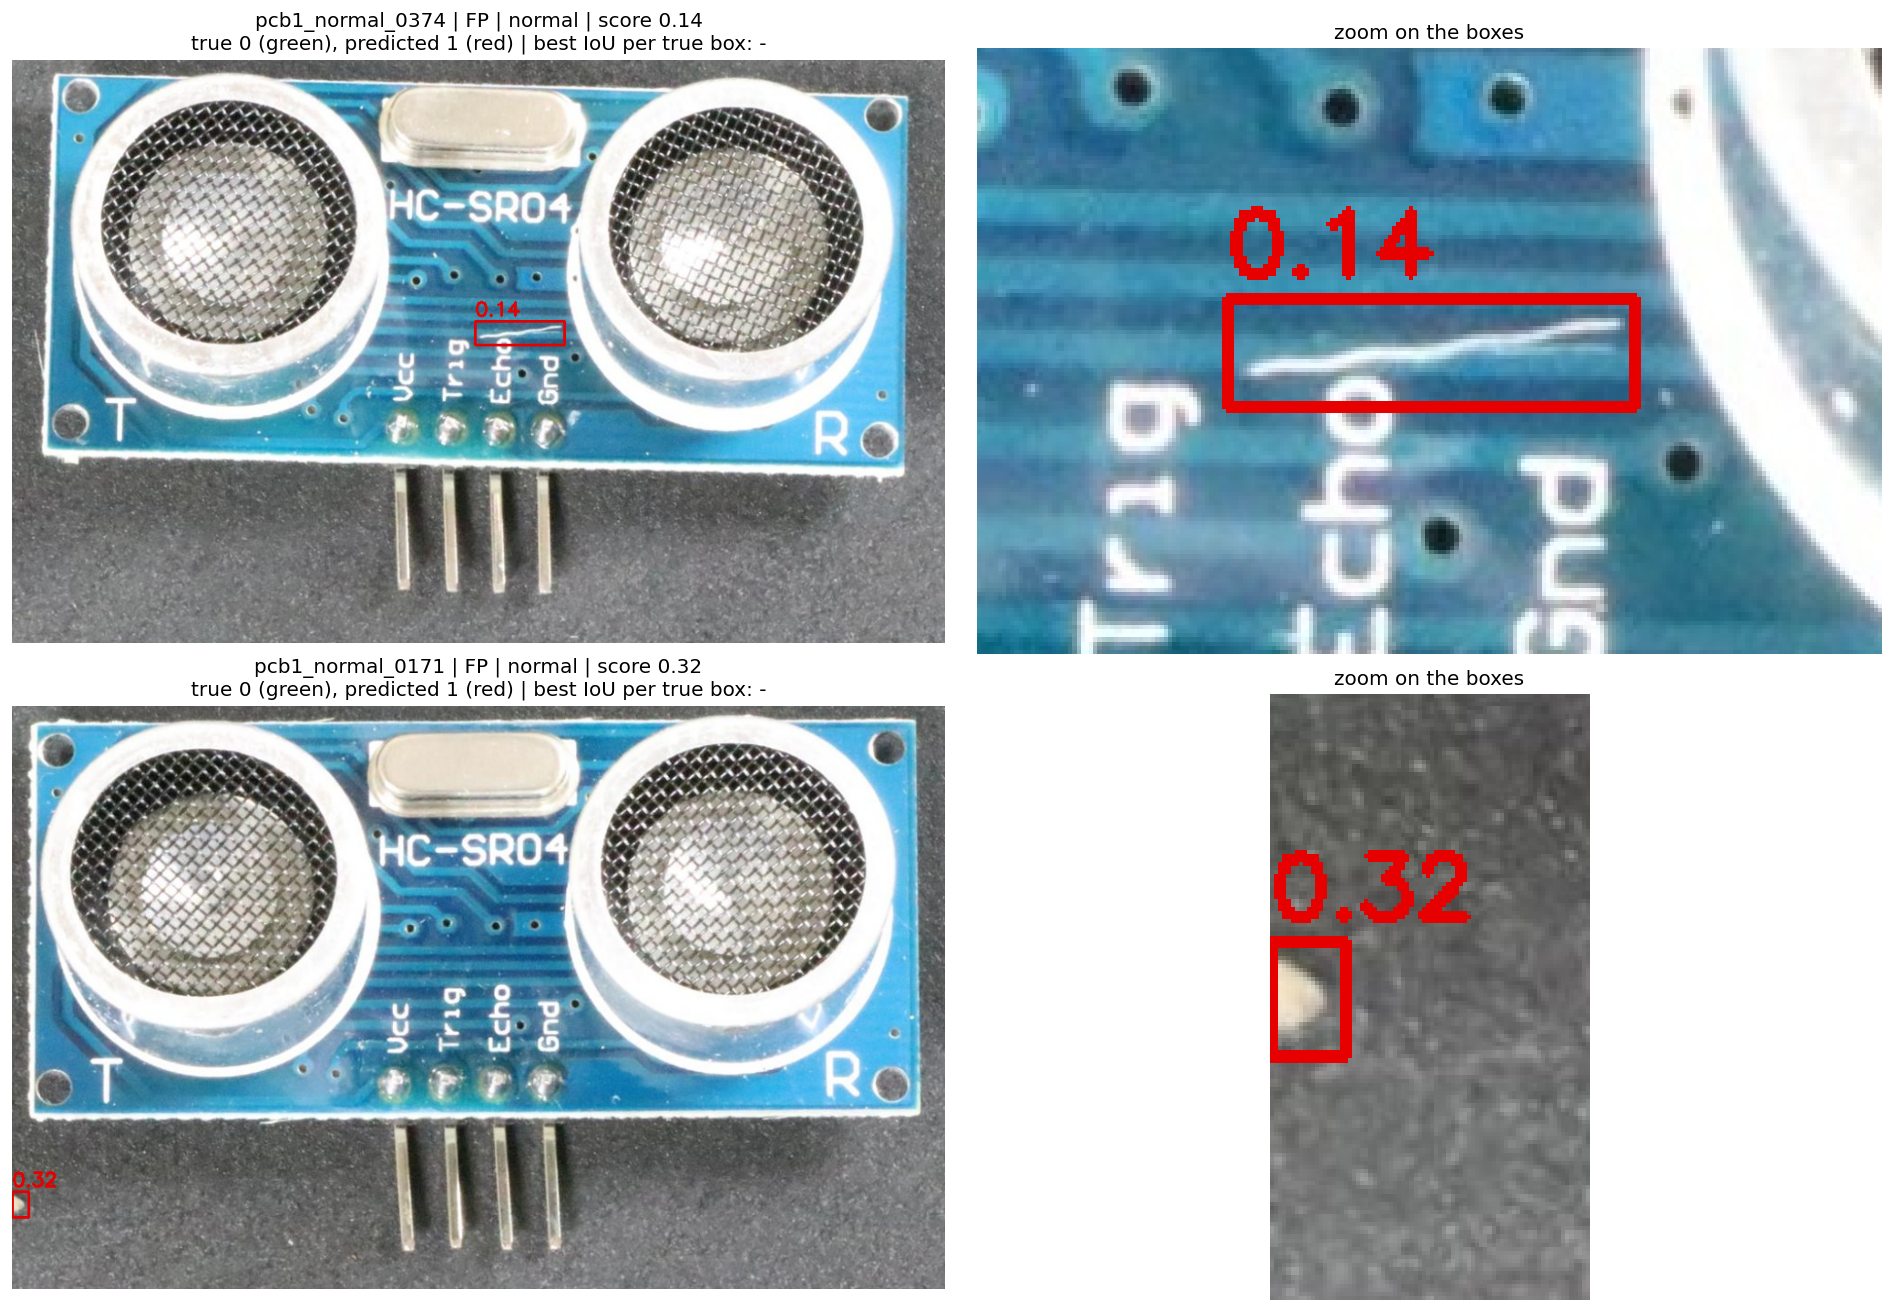 pcb1_normal_0374 | FP | normal | score 0.14
true 0 (green), predicted 1 (red) | best IoU per true box: -
zoom on the boxes
HC-SR04
0.14
Vcc
Trig
Echo
Gnd
T
R
0.14
Trig
Echo
Gnd
pcb1_normal_0171 | FP | normal | score 0.32
true 0 (green), predicted 1 (red) | best IoU per true box: -
zoom on the boxes
HC-SR04
Vcc
Trig
Echo
Gnd
T
R
0.32
0.32